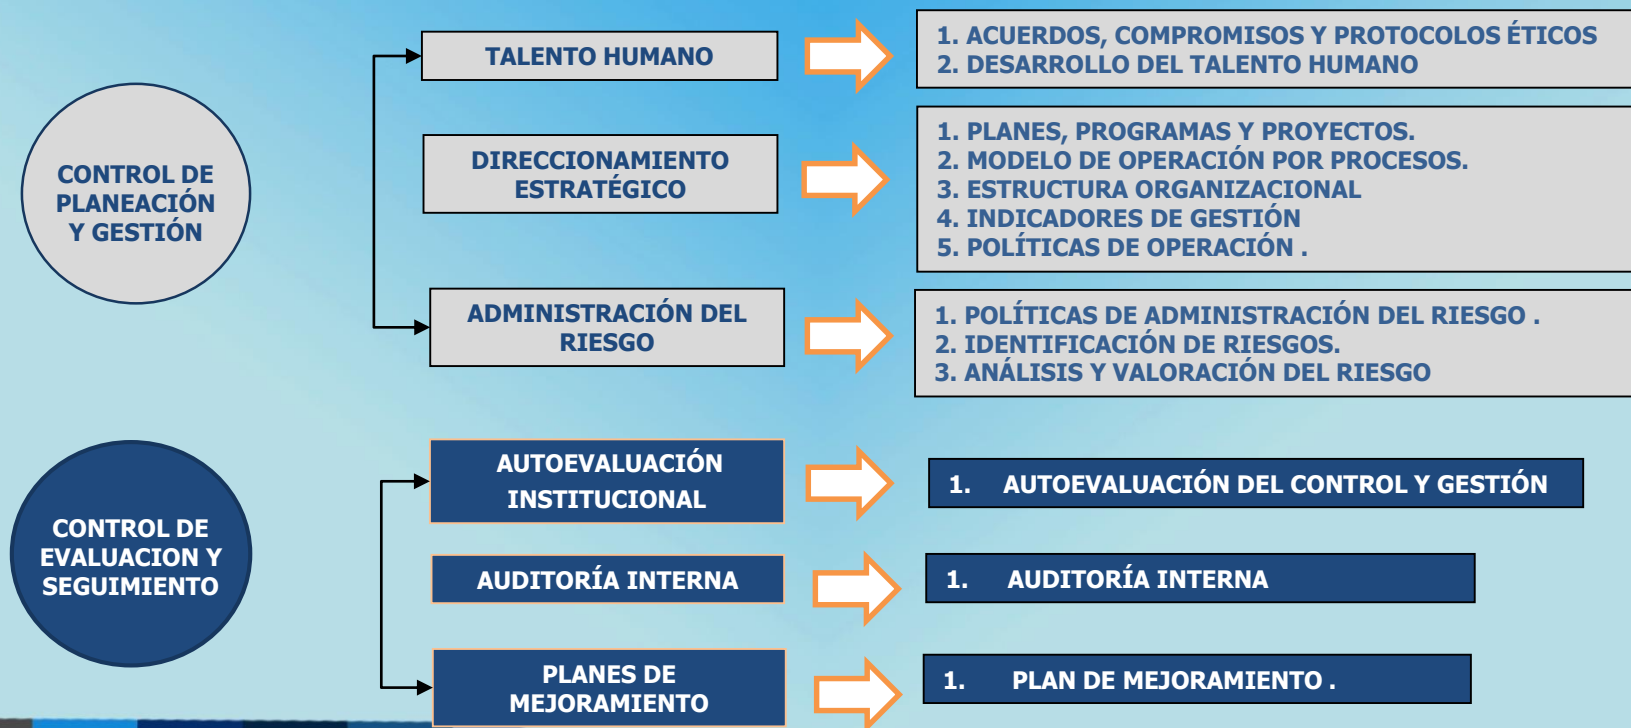 CONTROL DE
PLANEACIÓN
Y GESTIÓN
TALENTO HUMANO
1. ACUERDOS, COMPROMISOS Y PROTOCOLOS ÉTICOS
2. DESARROLLO DEL TALENTO HUMANO
DIRECCIONAMIENTO
ESTRATÉGICO
1. PLANES, PROGRAMAS Y PROYECTOS.
2. MODELO DE OPERACIÓN POR PROCESOS.
3. ESTRUCTURA ORGANIZACIONAL
4. INDICADORES DE GESTIÓN
5. POLÍTICAS DE OPERACIÓN .
ADMINISTRACIÓN DEL
RIESGO
1. POLÍTICAS DE ADMINISTRACIÓN DEL RIESGO .
2. IDENTIFICACIÓN DE RIESGOS.
3. ANÁLISIS Y VALORACIÓN DEL RIESGO
CONTROL DE
EVALUACION Y
SEGUIMIENTO
AUTOEVALUACIÓN
INSTITUCIONAL
1. AUTOEVALUACIÓN DEL CONTROL Y GESTIÓN
AUDITORÍA INTERNA
1. AUDITORÍA INTERNA
PLANES DE
MEJORAMIENTO
1. PLAN DE MEJORAMIENTO .